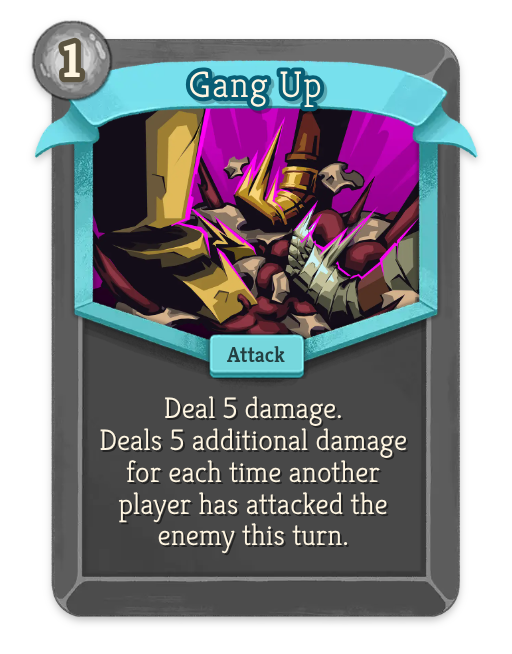 1
Gang Up
Attack
Deal 5 damage.
Deals 5 additional damage
for each time another
player has attacked the
enemy this turn.